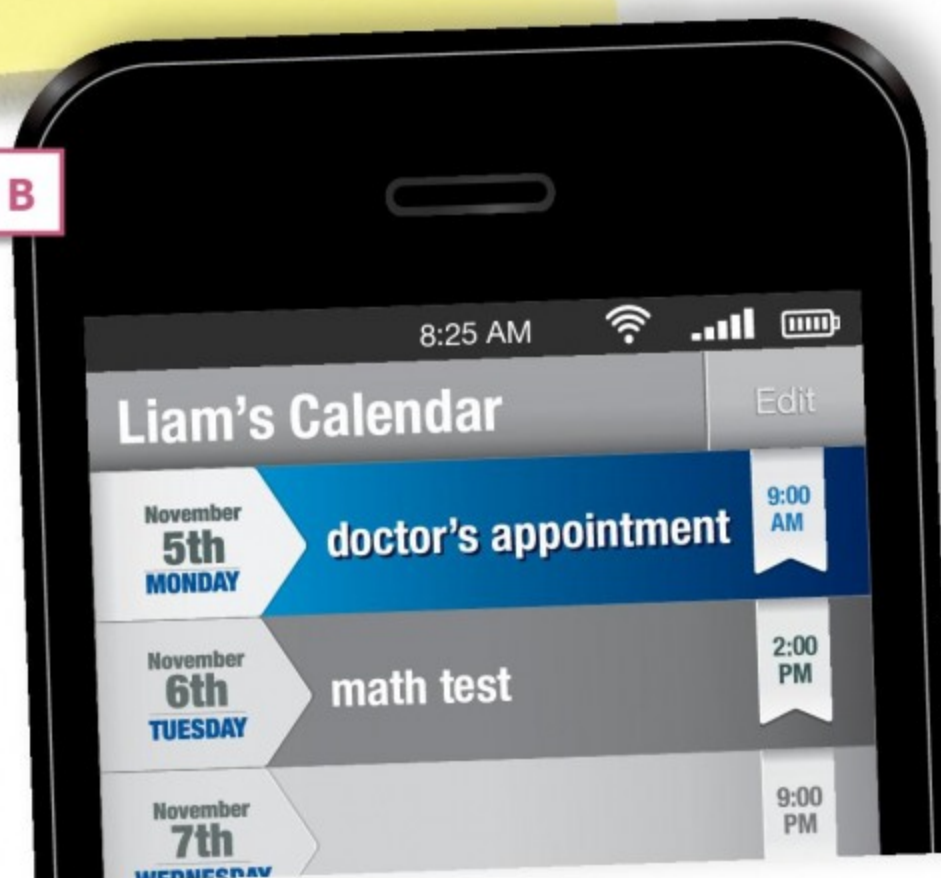 B
8:25 AM
Liam's Calendar
Edit
November
5th
MONDAY
doctor's appointment
9:00
AM
November
6th
TUESDAY
math test
2:00
PM
November
7th
WEDNESDAY
9:00
PM